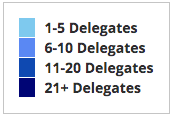 1-5 Delegates
6-10 Delegates
11-20 Delegates
21+ Delegates